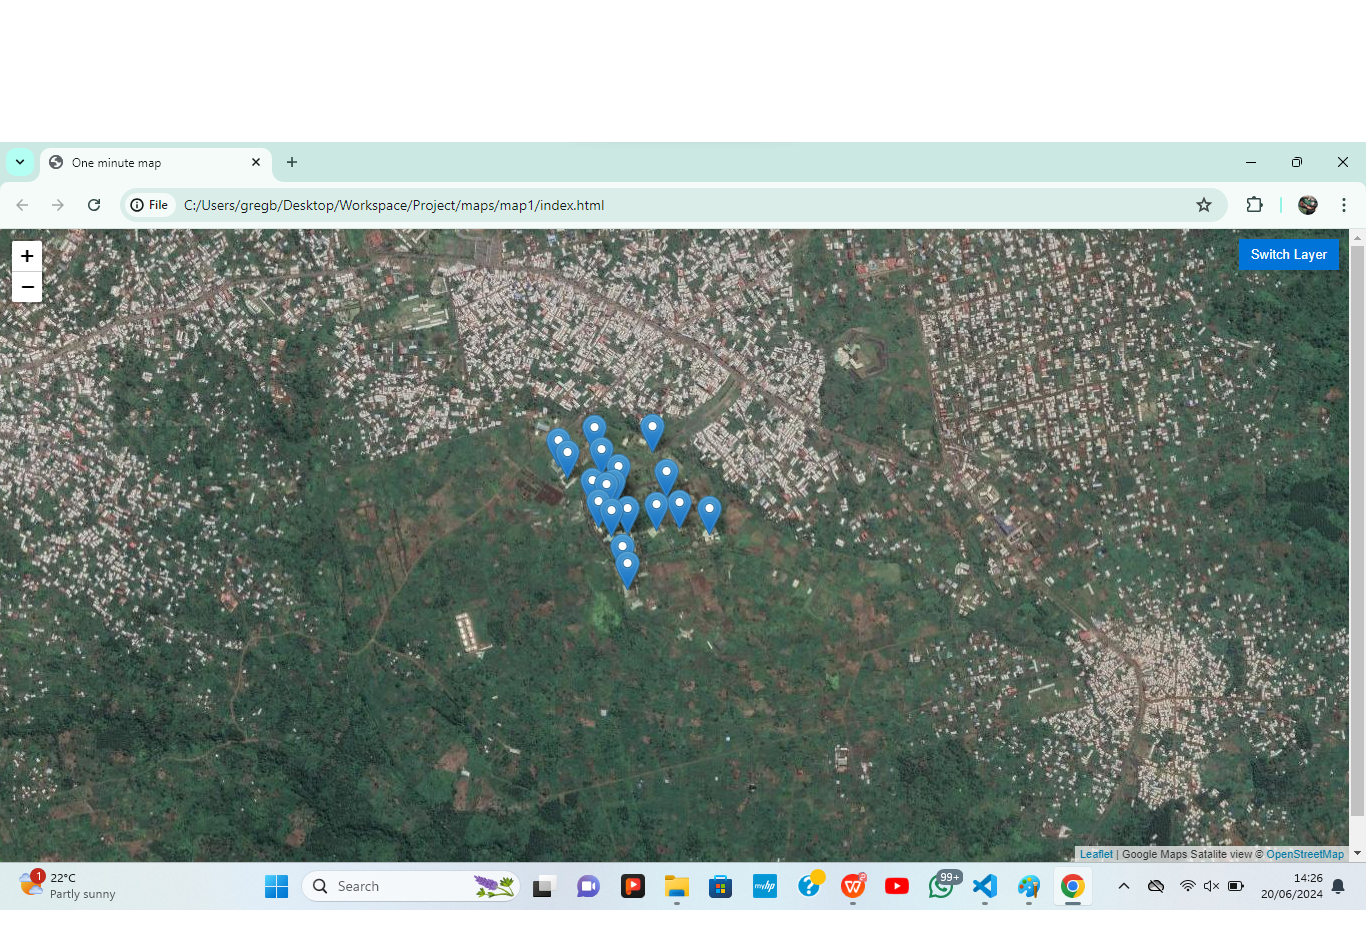 One minute map
File
C:/Users/gregb/Desktop/Workspace/Project/maps/map1/index.html
+
−
Switch Layer
Leaflet | Google Maps Satalite view © OpenStreetMap
1
22°C
Partly sunny
Search
myhp
99+
14:26
20/06/2024